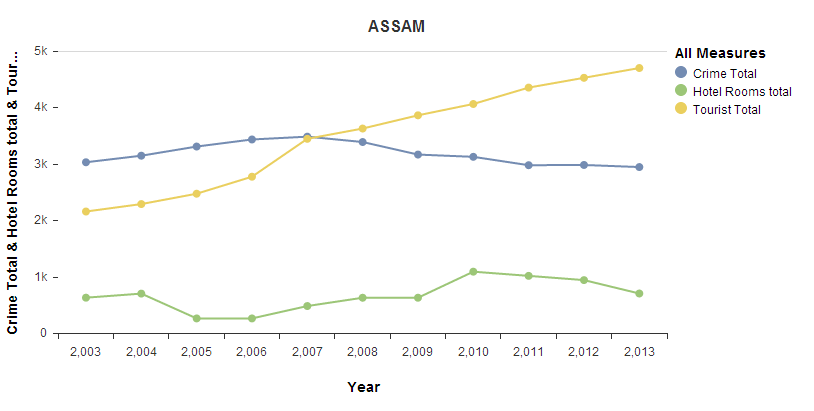 ASSAM
Crime Total & Hotel Rooms total & Tour...
5k
4k
3k
2k
1k
0
2,003 2,004 2,005 2,006 2,007 2,008 2,009 2,010 2,011 2,012 2,013
Year
All Measures
Crime Total
Hotel Rooms total
Tourist Total